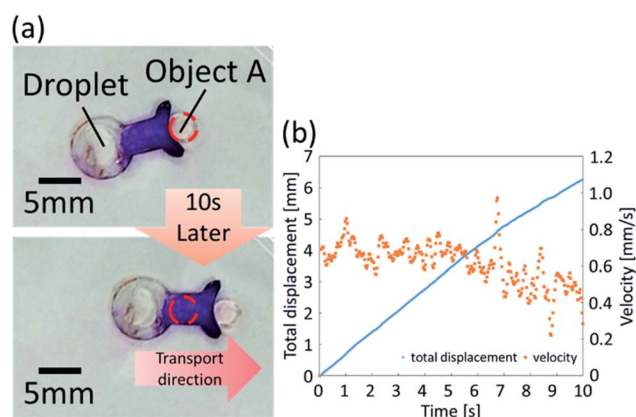 (a)
Droplet
Object A
5mm
10s
Later
5mm
Transport
direction
(b)
Total displacement [mm]
7
6
5
4
3
2
1
0
1.2
1.0
0.8
0.6
0.4
0.2
0
Velocity [mm/s]
total displacement
velocity
0 1 2 3 4 5 6 7 8 9 10
Time [s]